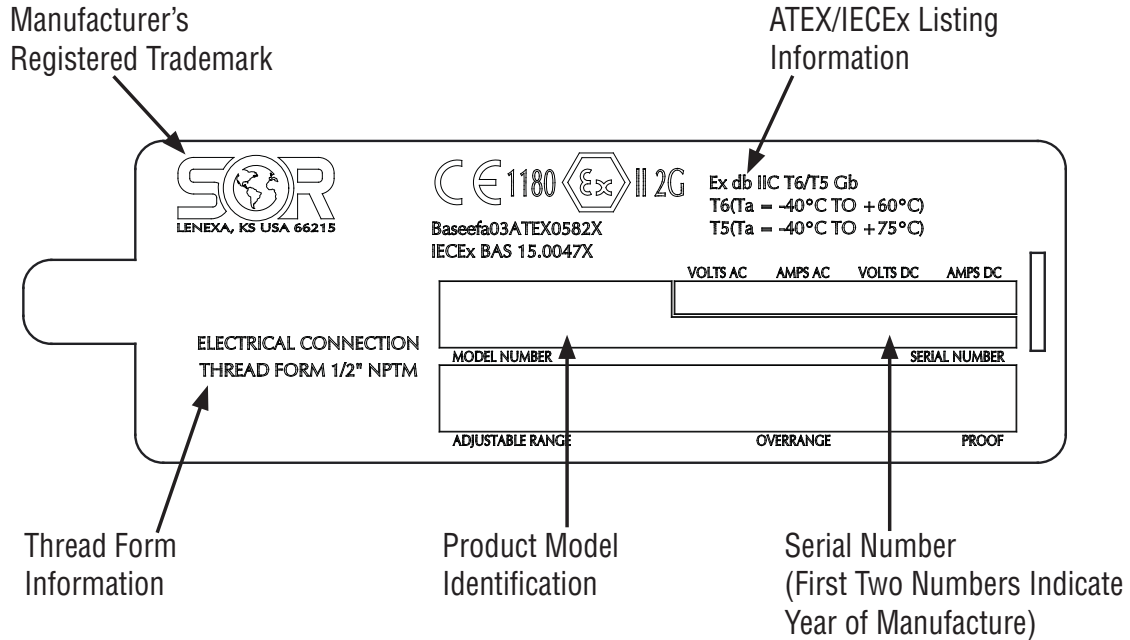 Manufacturer's
Registered Trademark
ATEX/IECEx Listing
Information
SOR
LENEXA, KS USA 66215
CE 1180 Ex II 2G
Baseefa03ATEX0582X
IECEx BAS 15.0047X
Ex db IIC T6/T5 Gb
T6(Ta = -40°C TO +60°C)
T5(Ta = -40°C TO +75°C)
VOLTS AC AMPS AC VOLTS DC AMPS DC
ELECTRICAL CONNECTION
THREAD FORM 1/2" NPTM
MODEL NUMBER SERIAL NUMBER
ADJUSTABLE RANGE OVERRANGE PROOF
Thread Form
Information
Product Model
Identification
Serial Number
(First Two Numbers Indicate
Year of Manufacture)